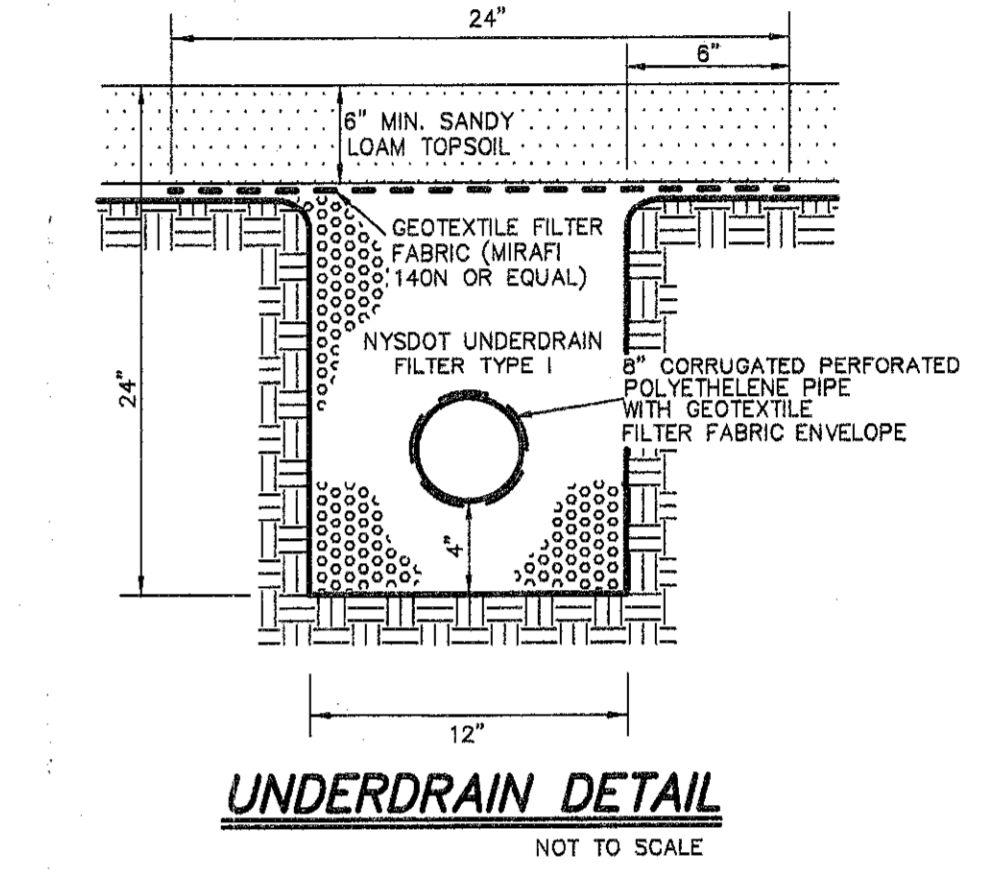 24"
6"
6" MIN. SANDY
LOAM TOPSOIL
GEOTEXTILE FILTER
FABRIC (MIRAFI
140N OR EQUAL)
NYSDOT UNDERDRAIN
FILTER TYPE I
8" CORRUGATED PERFORATED
POLYETHELENE PIPE
WITH GEOTEXTILE
FILTER FABRIC ENVELOPE
24"
4"
12"
UNDERDRAIN DETAIL
NOT TO SCALE